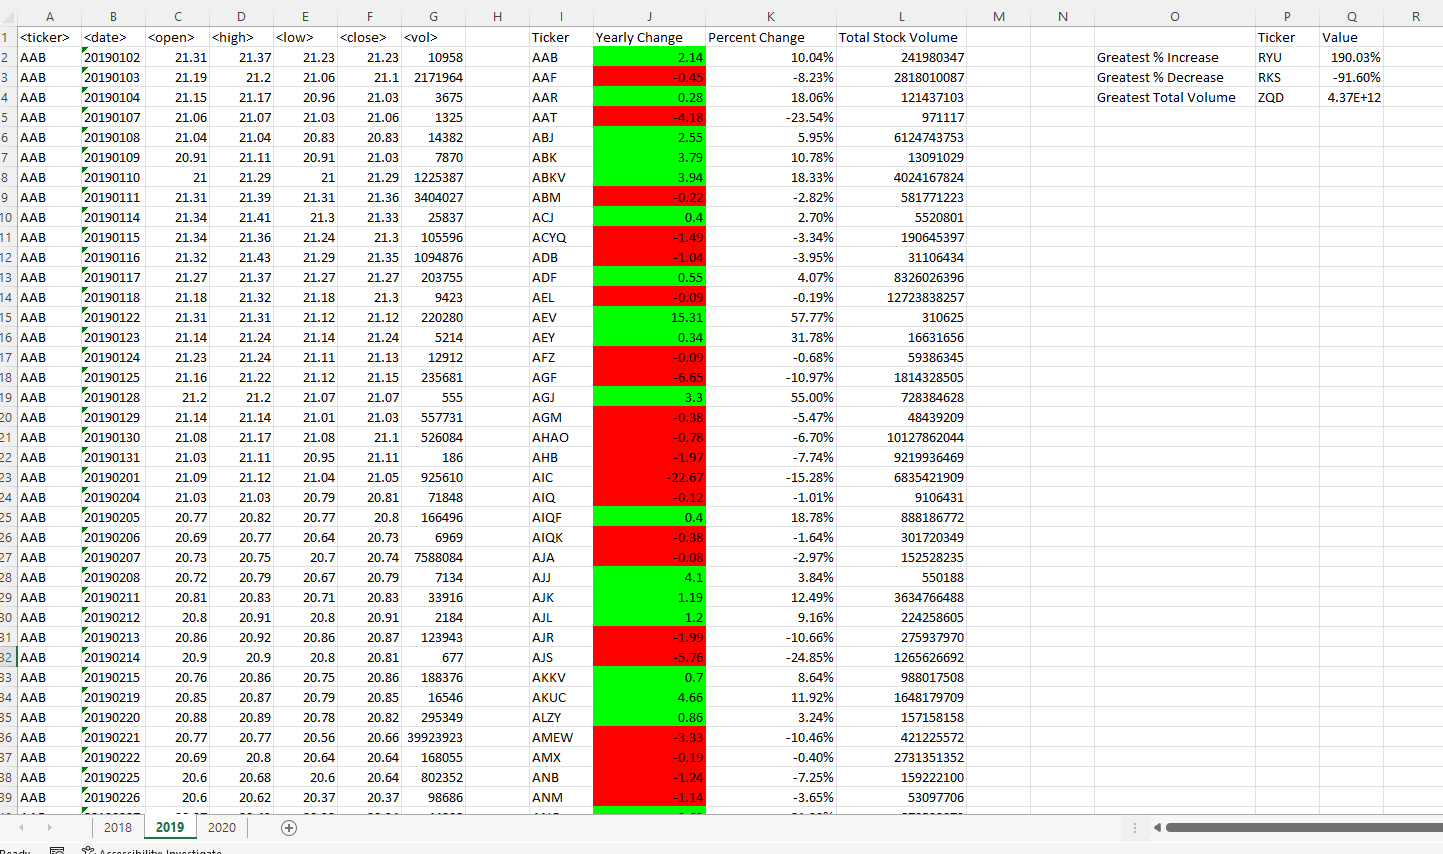 A B C D E F G H I J K L M N O P Q R
1 <ticker> <date> <open> <high> <low> <close> <vol> Ticker Yearly Change Percent Change Total Stock Volume Ticker Value
2 AAB 20190102 21.31 21.37 21.23 21.23 10958 AAB 2.14 10.04% 241980347 Greatest % Increase RYU 190.03%
3 AAB 20190103 21.19 21.2 21.06 21.1 2171964 AAF -0.45 -8.23% 2818010087 Greatest % Decrease RKS -91.60%
4 AAB 20190104 21.15 21.17 20.96 21.03 3675 AAR 0.28 18.06% 121437103 Greatest Total Volume ZQD 4.37E+12
5 AAB 20190107 21.06 21.07 21.03 21.06 1325 AAT -4.18 -23.54% 971117
6 AAB 20190108 21.04 21.04 20.83 20.83 14382 ABJ 2.55 5.95% 6124743753
7 AAB 20190109 20.91 21.11 20.91 21.03 7870 ABK 3.79 10.78% 13091029
8 AAB 20190110 21 21.29 21 21.29 1225387 ABKV 3.94 18.33% 4024167824
9 AAB 20190111 21.31 21.39 21.31 21.36 3404027 ABM -0.22 -2.82% 581771223
10 AAB 20190114 21.34 21.41 21.3 21.33 25837 ACJ 0.4 2.70% 5520801
11 AAB 20190115 21.34 21.36 21.24 21.3 105596 ACYQ -1.49 -3.34% 190645397
12 AAB 20190116 21.32 21.43 21.29 21.35 1094876 ADB -1.04 -3.95% 31106434
13 AAB 20190117 21.27 21.37 21.27 21.27 203755 ADF 0.55 4.07% 8326026396
14 AAB 20190118 21.18 21.32 21.18 21.3 9423 AEL -0.09 -0.19% 12723838257
15 AAB 20190122 21.31 21.31 21.12 21.12 220280 AEV 15.31 57.77% 310625
16 AAB 20190123 21.14 21.24 21.14 21.24 5214 AEY 0.34 31.78% 16631656
17 AAB 20190124 21.23 21.24 21.11 21.13 12912 AFZ -0.09 -0.68% 59386345
18 AAB 20190125 21.16 21.22 21.12 21.15 235681 AGF -6.65 -10.97% 1814328505
19 AAB 20190128 21.2 21.2 21.07 21.07 555 AGJ 3.3 55.00% 728384628
20 AAB 20190129 21.14 21.14 21.01 21.03 557731 AGM -0.38 -5.47% 48439209
21 AAB 20190130 21.08 21.17 21.08 21.1 526084 AHAO -0.78 -6.70% 10127862044
22 AAB 20190131 21.03 21.11 20.95 21.11 186 AHB -1.97 -7.74% 9219936469
23 AAB 20190201 21.09 21.12 21.04 21.05 925610 AIC -22.67 -15.28% 6835421909
24 AAB 20190204 21.03 21.03 20.79 20.81 71848 AIQ -0.12 -1.01% 9106431
25 AAB 20190205 20.77 20.82 20.77 20.8 166496 AIQF 0.4 18.78% 888186772
26 AAB 20190206 20.69 20.77 20.64 20.73 6969 AIQK -0.38 -1.64% 301720349
27 AAB 20190207 20.73 20.75 20.7 20.74 7588084 AJA -0.08 -2.97% 152528235
28 AAB 20190208 20.72 20.79 20.67 20.79 7134 AJJ 4.1 3.84% 550188
29 AAB 20190211 20.81 20.83 20.71 20.83 33916 AJK 1.19 12.49% 3634766488
30 AAB 20190212 20.8 20.91 20.8 20.91 2184 AJL 1.2 9.16% 224258605
31 AAB 20190213 20.86 20.92 20.86 20.87 123943 AJR -1.99 -10.66% 275937970
32 AAB 20190214 20.9 20.9 20.8 20.81 677 AJS -5.76 -24.85% 1265626692
33 AAB 20190215 20.76 20.86 20.75 20.86 188376 AKKV 0.7 8.64% 988017508
34 AAB 20190219 20.85 20.87 20.79 20.85 16546 AKUC 4.66 11.92% 1648179709
35 AAB 20190220 20.88 20.89 20.78 20.82 295349 ALZY 0.86 3.24% 157158158
36 AAB 20190221 20.77 20.77 20.56 20.66 39923923 AMEW -3.33 -10.46% 421225572
37 AAB 20190222 20.69 20.8 20.64 20.64 168055 AMX -0.19 -0.40% 2731351352
38 AAB 20190225 20.6 20.68 20.6 20.64 802352 ANB -1.24 -7.25% 159222100
39 AAB 20190226 20.6 20.62 20.37 20.37 98686 ANM -1.14 -3.65% 53097706
2018 2019 2020
Ready Accessibility: Investigate